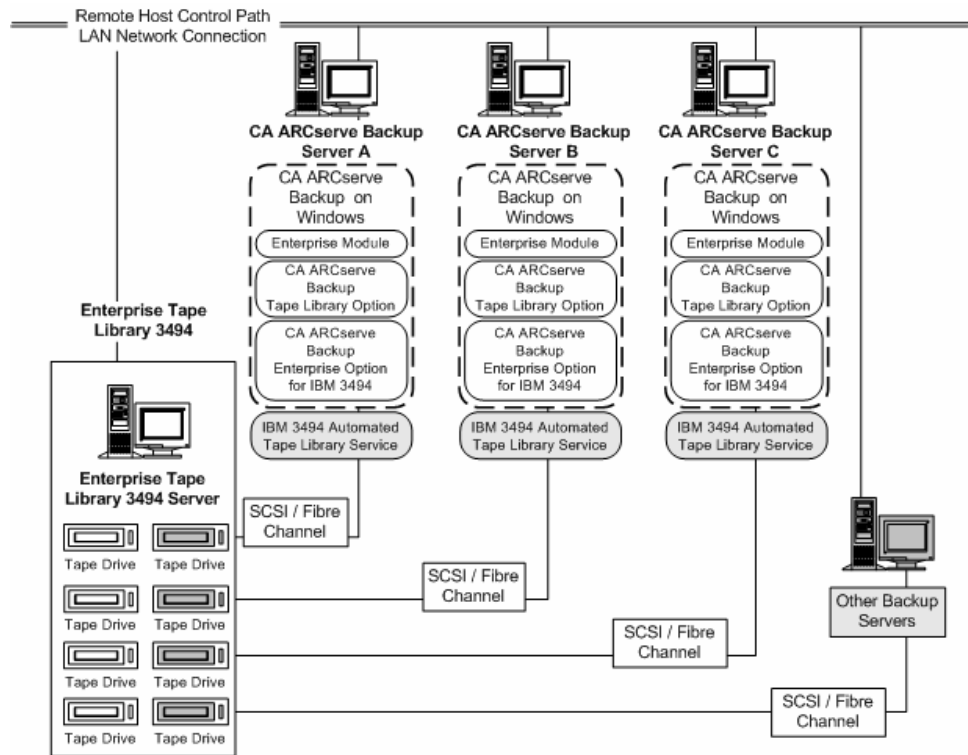 Remote Host Control Path
LAN Network Connection
CA ARCserve Backup
Server A
CA ARCserve
Backup on
Windows
Enterprise Module
CA ARCserve
Backup
Tape Library Option
CA ARCserve
Backup
Enterprise Option
for IBM 3494
IBM 3494 Automated
Tape Library Service
CA ARCserve Backup
Server B
CA ARCserve
Backup on
Windows
Enterprise Module
CA ARCserve
Backup
Tape Library Option
CA ARCserve
Backup
Enterprise Option
for IBM 3494
IBM 3494 Automated
Tape Library Service
CA ARCserve Backup
Server C
CA ARCserve
Backup on
Windows
Enterprise Module
CA ARCserve
Backup
Tape Library Option
CA ARCserve
Backup
Enterprise Option
for IBM 3494
IBM 3494 Automated
Tape Library Service
Enterprise Tape
Library 3494
Enterprise Tape
Library 3494 Server
Tape Drive
Tape Drive
Tape Drive
Tape Drive
Tape Drive
Tape Drive
Tape Drive
Tape Drive
SCSI / Fibre
Channel
SCSI / Fibre
Channel
SCSI / Fibre
Channel
SCSI / Fibre
Channel
Other Backup
Servers